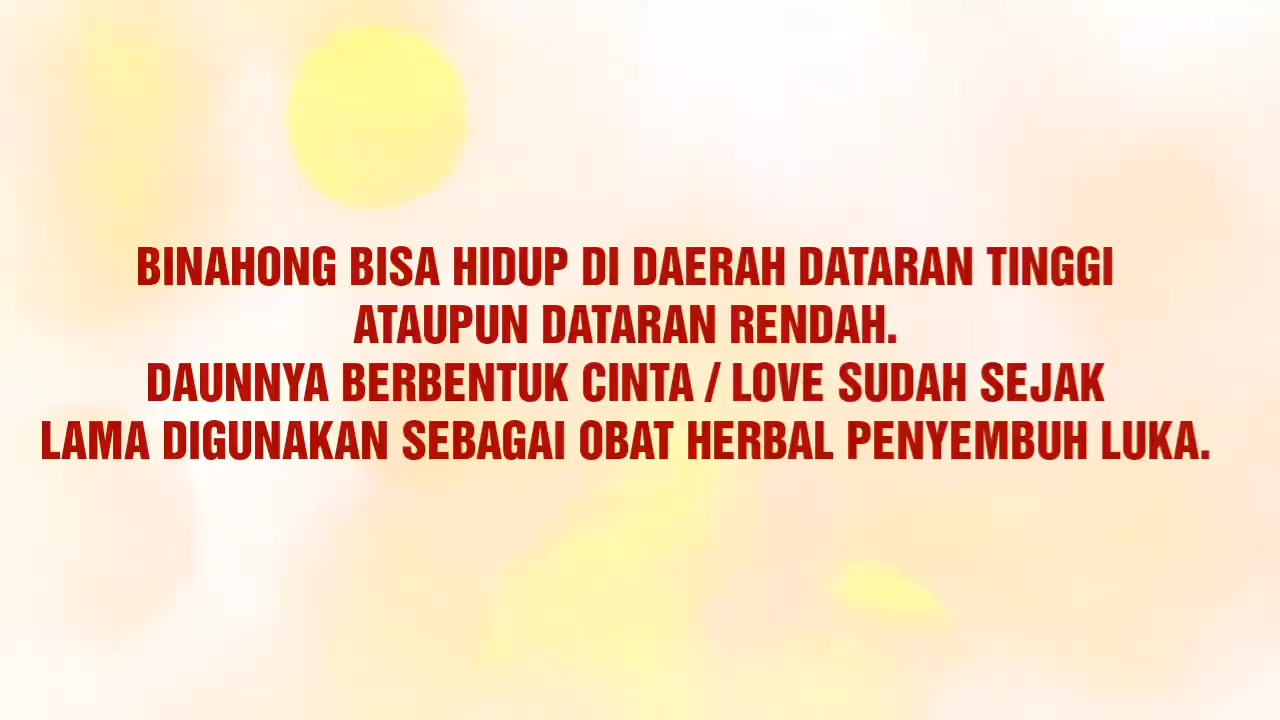 BINAHONG BISA HIDUP DI DAERAH DATARAN TINGGI
ATAUPUN DATARAN RENDAH.
DAUNNYA BERBENTUK CINTA / LOVE SUDAH SEJAK
LAMA DIGUNAKAN SEBAGAI OBAT HERBAL PENYEMBUH LUKA.